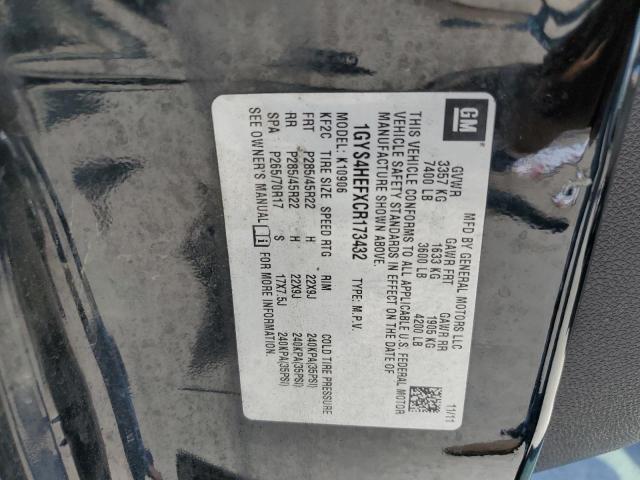 GM
MFD BY GENERAL MOTORS LLC
11/11
GVWR GAWR FRT GAWR RR
3357 KG 1633 KG 1905 KG
7400 LB 3600 LB 4200 LB
THIS VEHICLE CONFORMS TO ALL APPLICABLE U.S. FEDERAL MOTOR
VEHICLE SAFETY STANDARDS IN EFFECT ON THE DATE OF
MANUFACTURE SHOWN ABOVE.
1GYS4HEFXCR173432 TYPE: M.P.V.
MODEL: K10906
KF2C TIRE SIZE SPEED RTG RIM COLD TIRE PRESSURE
FRT P285/45R22 H 22X9J 240KPA(35PSI)
RR P285/45R22 H 22X9J 240KPA(35PSI)
SPA P265/70R17 S 17X7.5J 240KPA(35PSI)
SEE OWNER'S MANUAL FOR MORE INFORMATION.